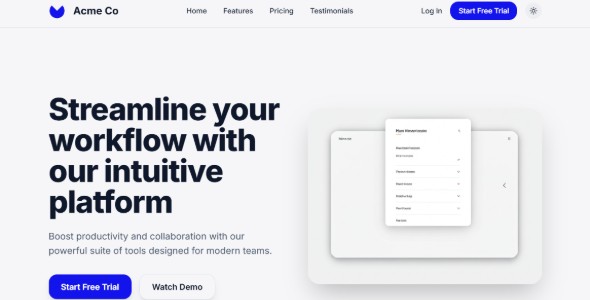 Acme Co
Home
Features
Pricing
Testimonials
Log In
Start Free Trial
Streamline your
workflow with
our intuitive
platform
Boost productivity and collaboration with our
powerful suite of tools designed for modern teams.
Start Free Trial
Watch Demo